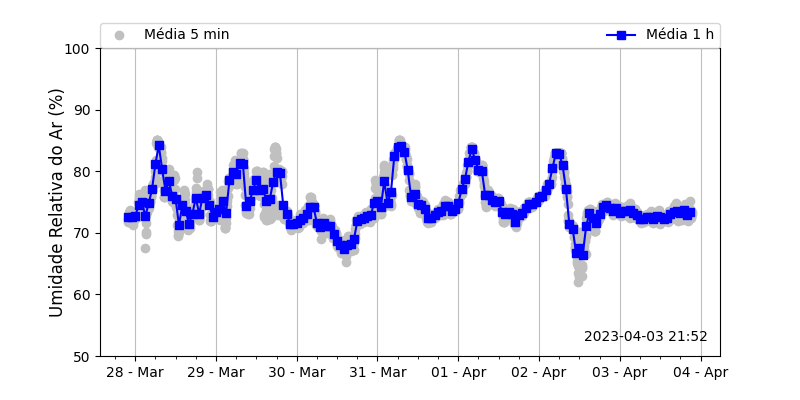 Média 5 min
Média 1 h
Umidade Relativa do Ar (%)
100
90
80
70
60
50
2023-04-03 21:52
28 - Mar
29 - Mar
30 - Mar
31 - Mar
01 - Apr
02 - Apr
03 - Apr
04 - Apr